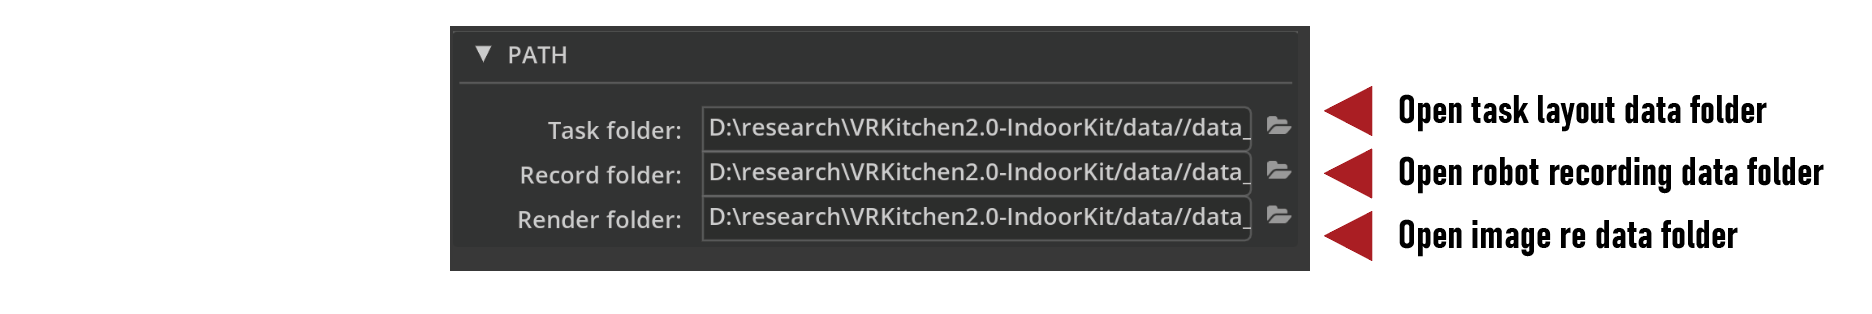 PATH
Task folder: D:\research\VRKitchen2.0-IndoorKit/data//data_
Open task layout data folder
Record folder: D:\research\VRKitchen2.0-IndoorKit/data//data_
Open robot recording data folder
Render folder: D:\research\VRKitchen2.0-IndoorKit/data//data_
Open image re data folder